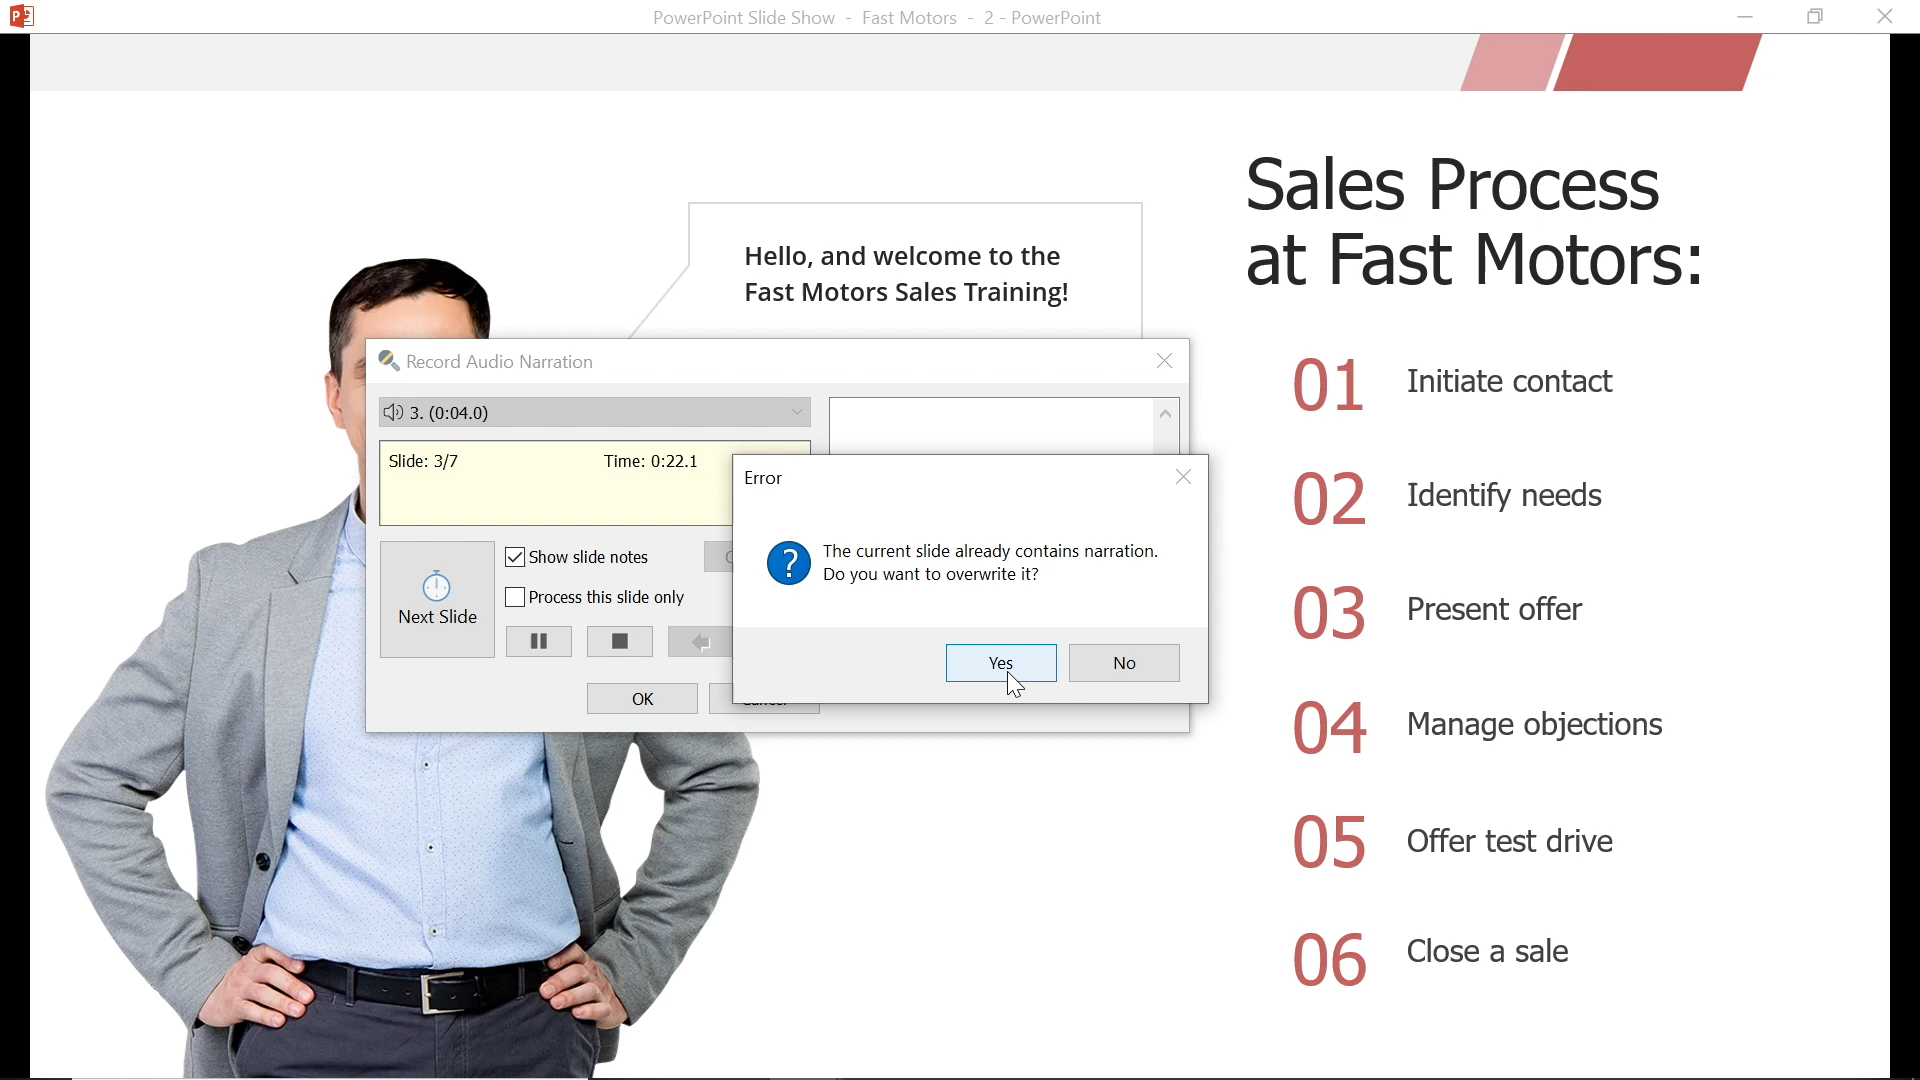 PowerPoint Slide Show - Fast Motors - 2 - PowerPoint
Sales Process
at Fast Motors:
Hello, and welcome to the
Fast Motors Sales Training!
Record Audio Narration
3. (0:04.0)
Slide: 3/7
Time: 0:22.1
Next Slide
Show slide notes
Process this slide only
OK
Error
The current slide already contains narration.
Do you want to overwrite it?
Yes
No
01 Initiate contact
02 Identify needs
03 Present offer
04 Manage objections
05 Offer test drive
06 Close a sale